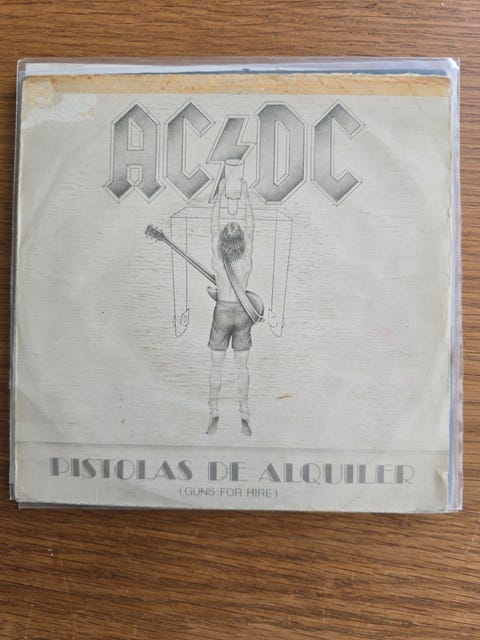 AC⚡DC
PISTOLAS DE ALQUILER
(GUNS FOR HIRE)